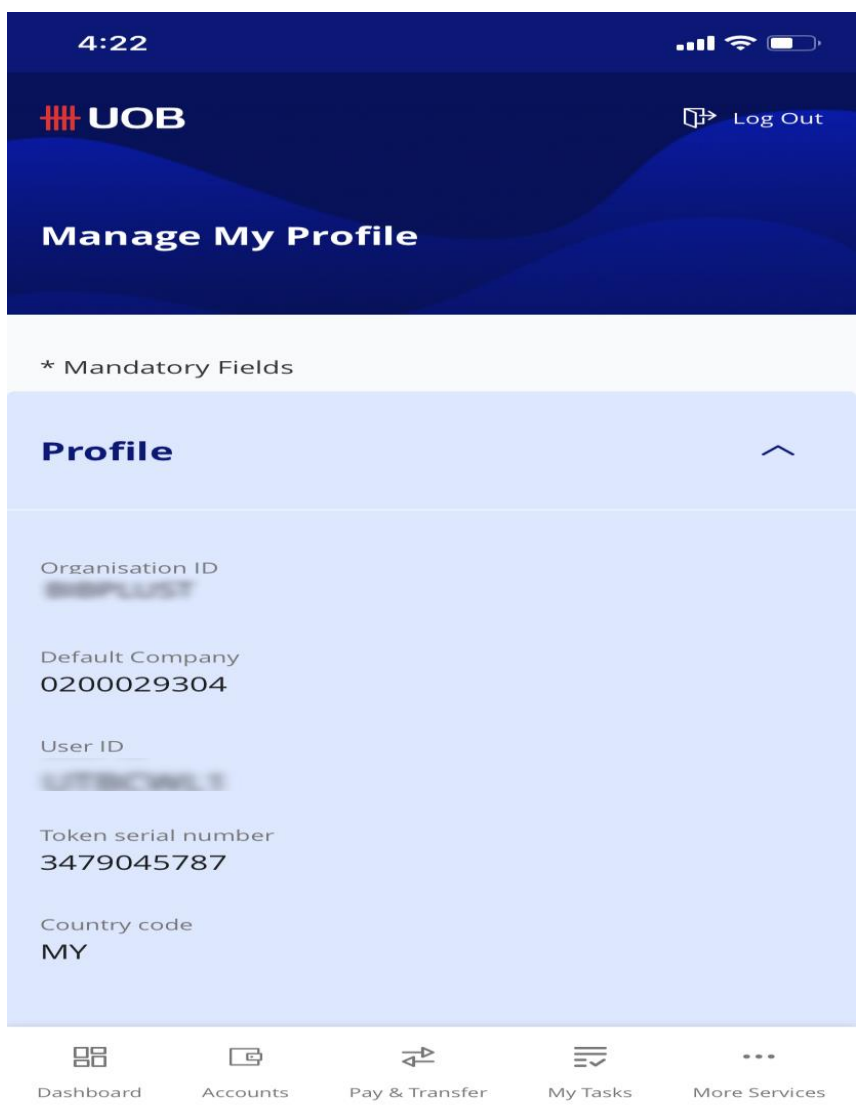 4:22
UOB
Log Out
Manage My Profile
* Mandatory Fields
Profile
Organisation ID
Default Company
0200029304
User ID
Token serial number
3479045787
Country code
MY
Dashboard Accounts Pay & Transfer My Tasks More Services